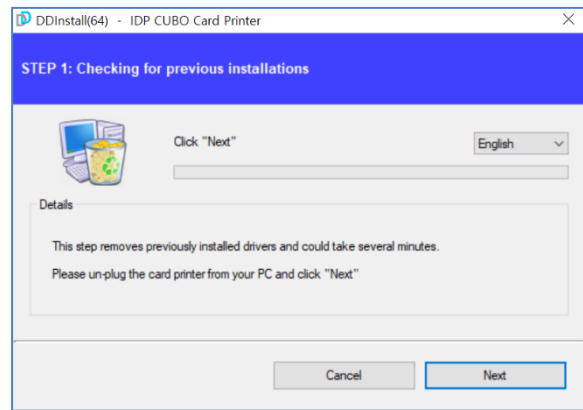 DDInstall(64) - IDP CUBO Card Printer
STEP 1: Checking for previous installations
Click "Next"
English
Details
This step removes previously installed drivers and could take several minutes.
Please un-plug the card printer from your PC and click "Next"
Cancel
Next